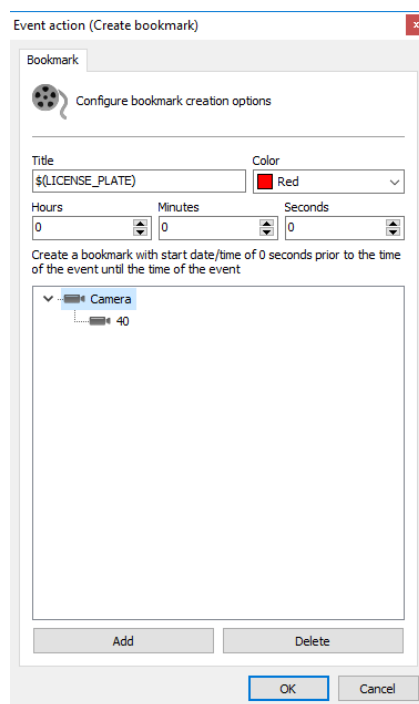 Event action (Create bookmark)
x
Bookmark
Configure bookmark creation options
Title Color
$(LICENSE_PLATE) Red
Hours Minutes Seconds
0 0 0
Create a bookmark with start date/time of 0 seconds prior to the time
of the event until the time of the event
Camera
40
Add Delete
OK Cancel